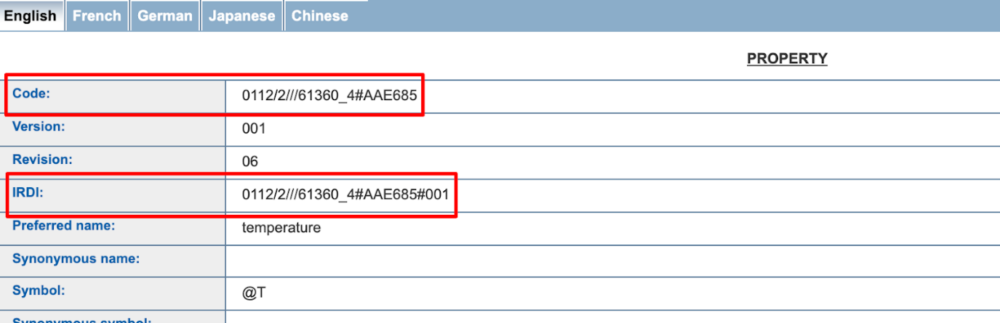 English French German Japanese Chinese
PROPERTY
Code: 0112/2///61360_4#AAE685
Version: 001
Revision: 06
IRDI: 0112/2///61360_4#AAE685#001
Preferred name: temperature
Synonymous name:
Symbol: @T
Synonymous symbol: